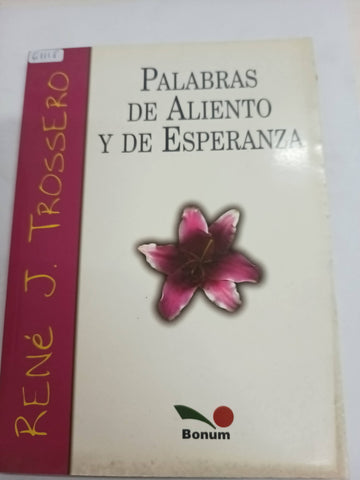 PALABRAS
DE ALIENTO
Y DE ESPERANZA
RENé J. TROSSERO
Bonum